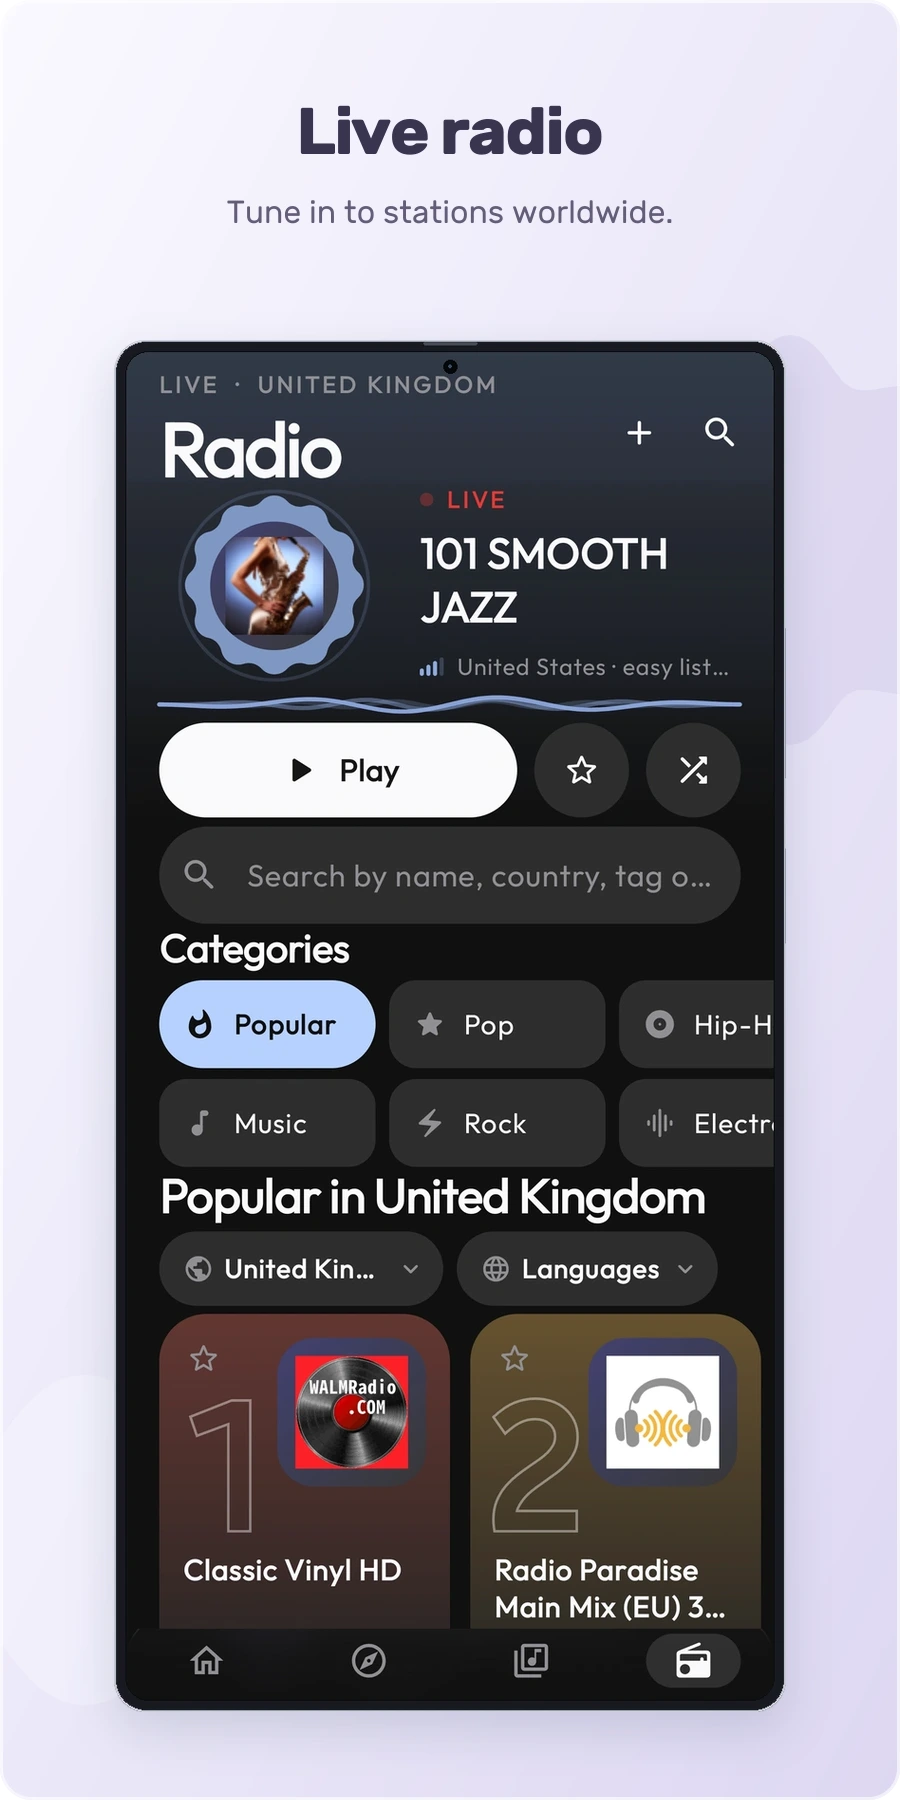 Live radio
Tune in to stations worldwide.
LIVE · UNITED KINGDOM
Radio
LIVE
101 SMOOTH
JAZZ
United States · easy list...
Play
Search by name, country, tag o...
Categories
Popular
Pop
Hip-H
Music
Rock
Electr
Popular in United Kingdom
United Kin...
Languages
1
WALMRadio
.COM
2
Classic Vinyl HD
Radio Paradise
Main Mix (EU) 3...